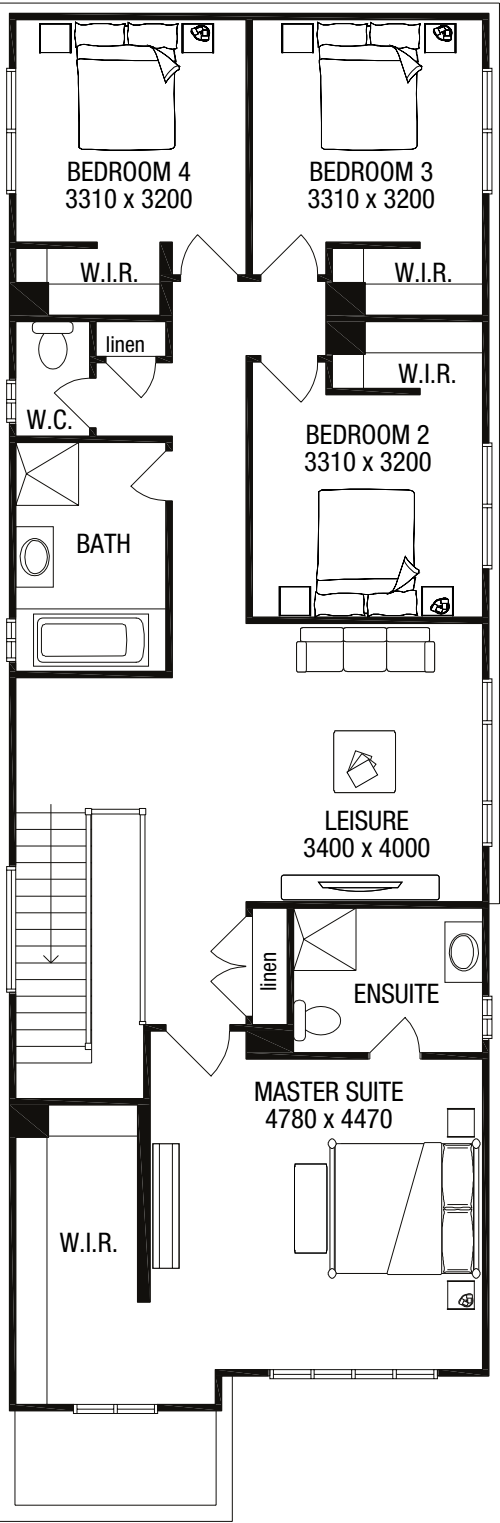 BEDROOM 4
3310 x 3200
BEDROOM 3
3310 x 3200
W.I.R.
W.I.R.
linen
W.I.R.
W.C.
BEDROOM 2
3310 x 3200
BATH
LEISURE
3400 x 4000
linen
ENSUITE
MASTER SUITE
4780 x 4470
W.I.R.